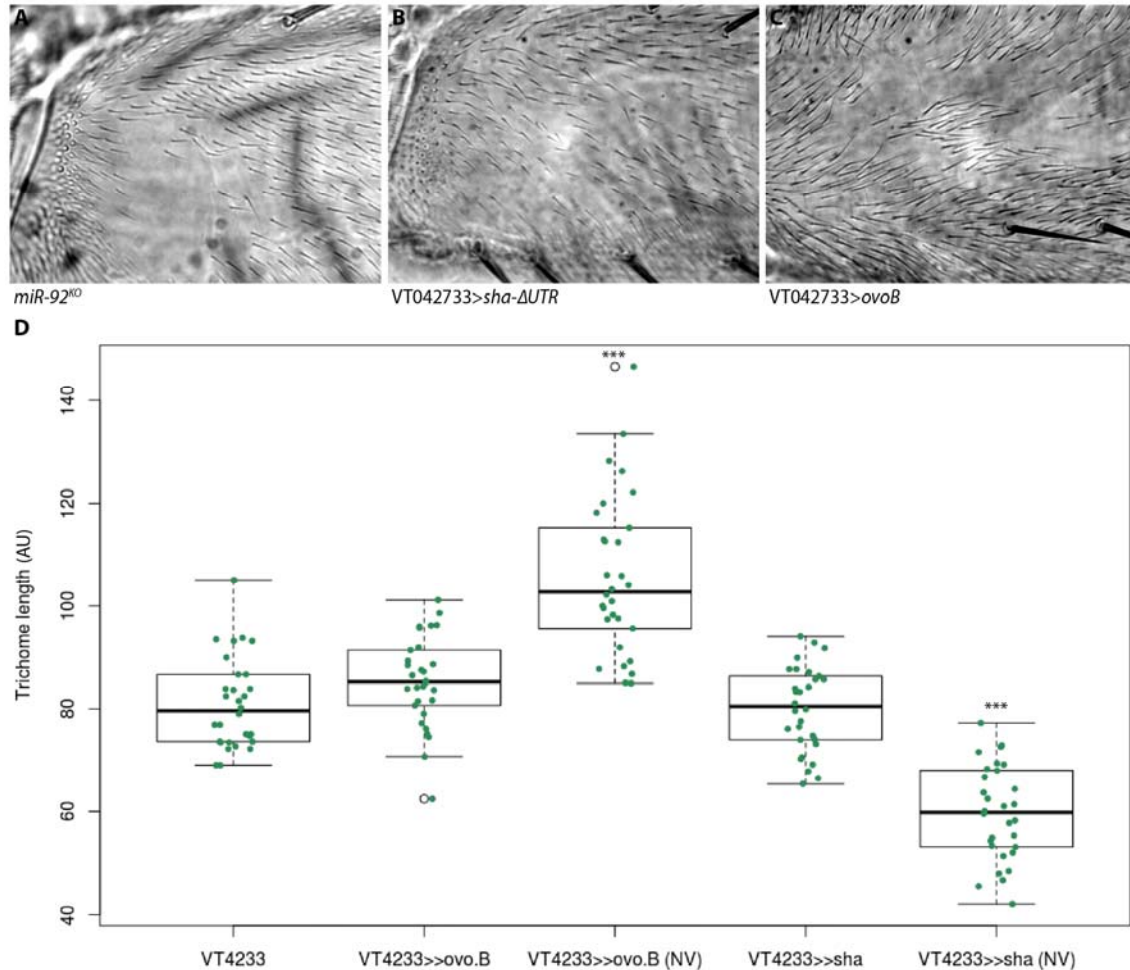 A
B
C
miR-92KO
VT042733>sha-ΔUTR
VT042733>ovoB
D
***
***
Trichome length (AU)
140
120
100
80
60
40
VT4233
VT4233>>ovo.B
VT4233>>ovo.B (NV)
VT4233>>sha
VT4233>>sha (NV)